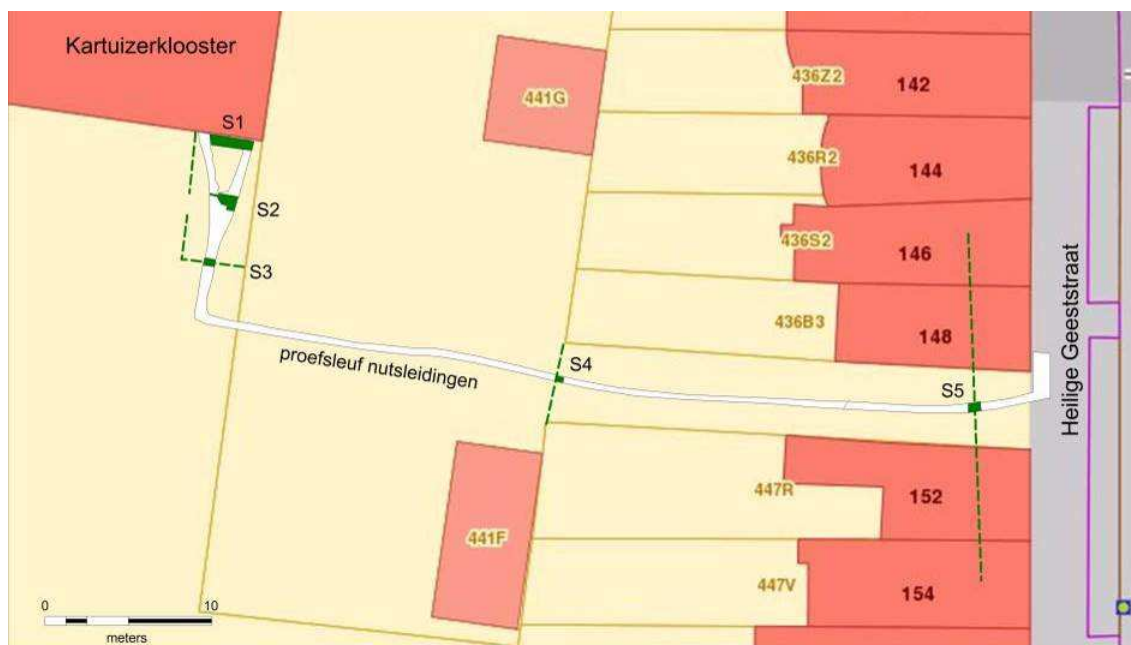 Kartuizerklooster
S1
S2
S3
441G
436Z2
142
436R2
144
436S2
146
436B3
148
Heilige Geeststraat
proefsleuf nutsleidingen
S4
S5
447R
152
441F
447V
154
0 10
meters